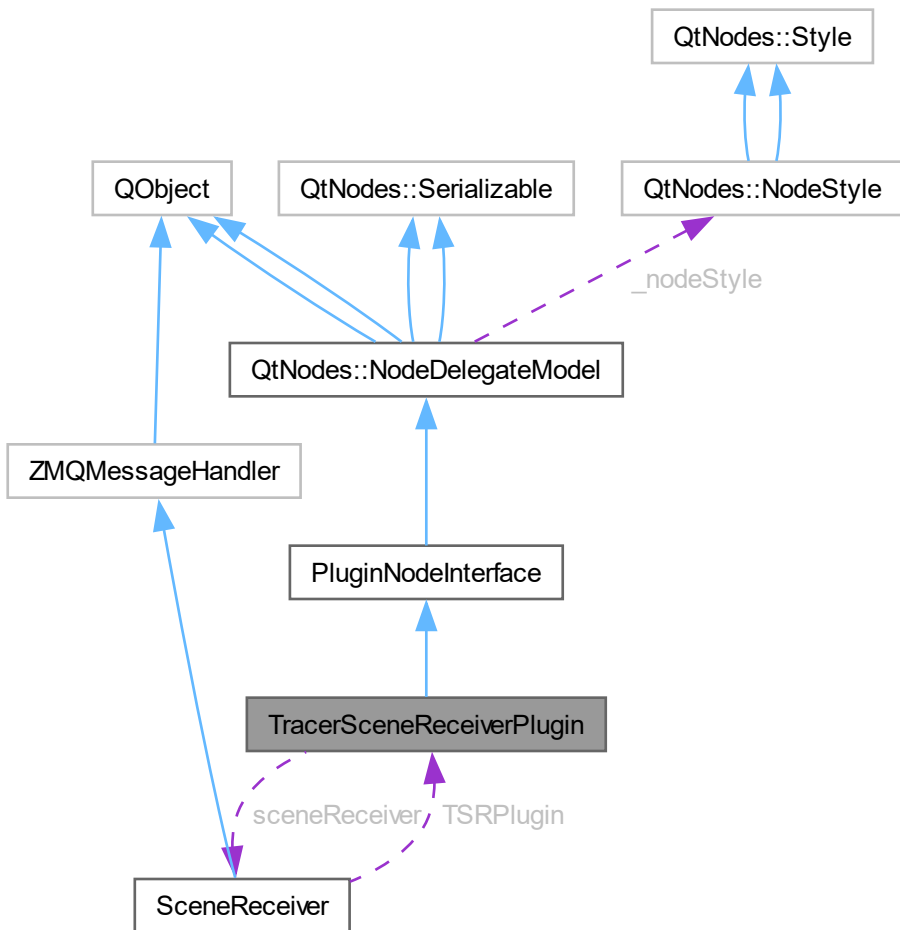 QtNodes::Style
QObject
QtNodes::Serializable
QtNodes::NodeStyle
_nodeStyle
QtNodes::NodeDelegateModel
ZMQMessageHandler
PluginNodeInterface
TracerSceneReceiverPlugin
sceneReceiver
TSRPlugin
SceneReceiver